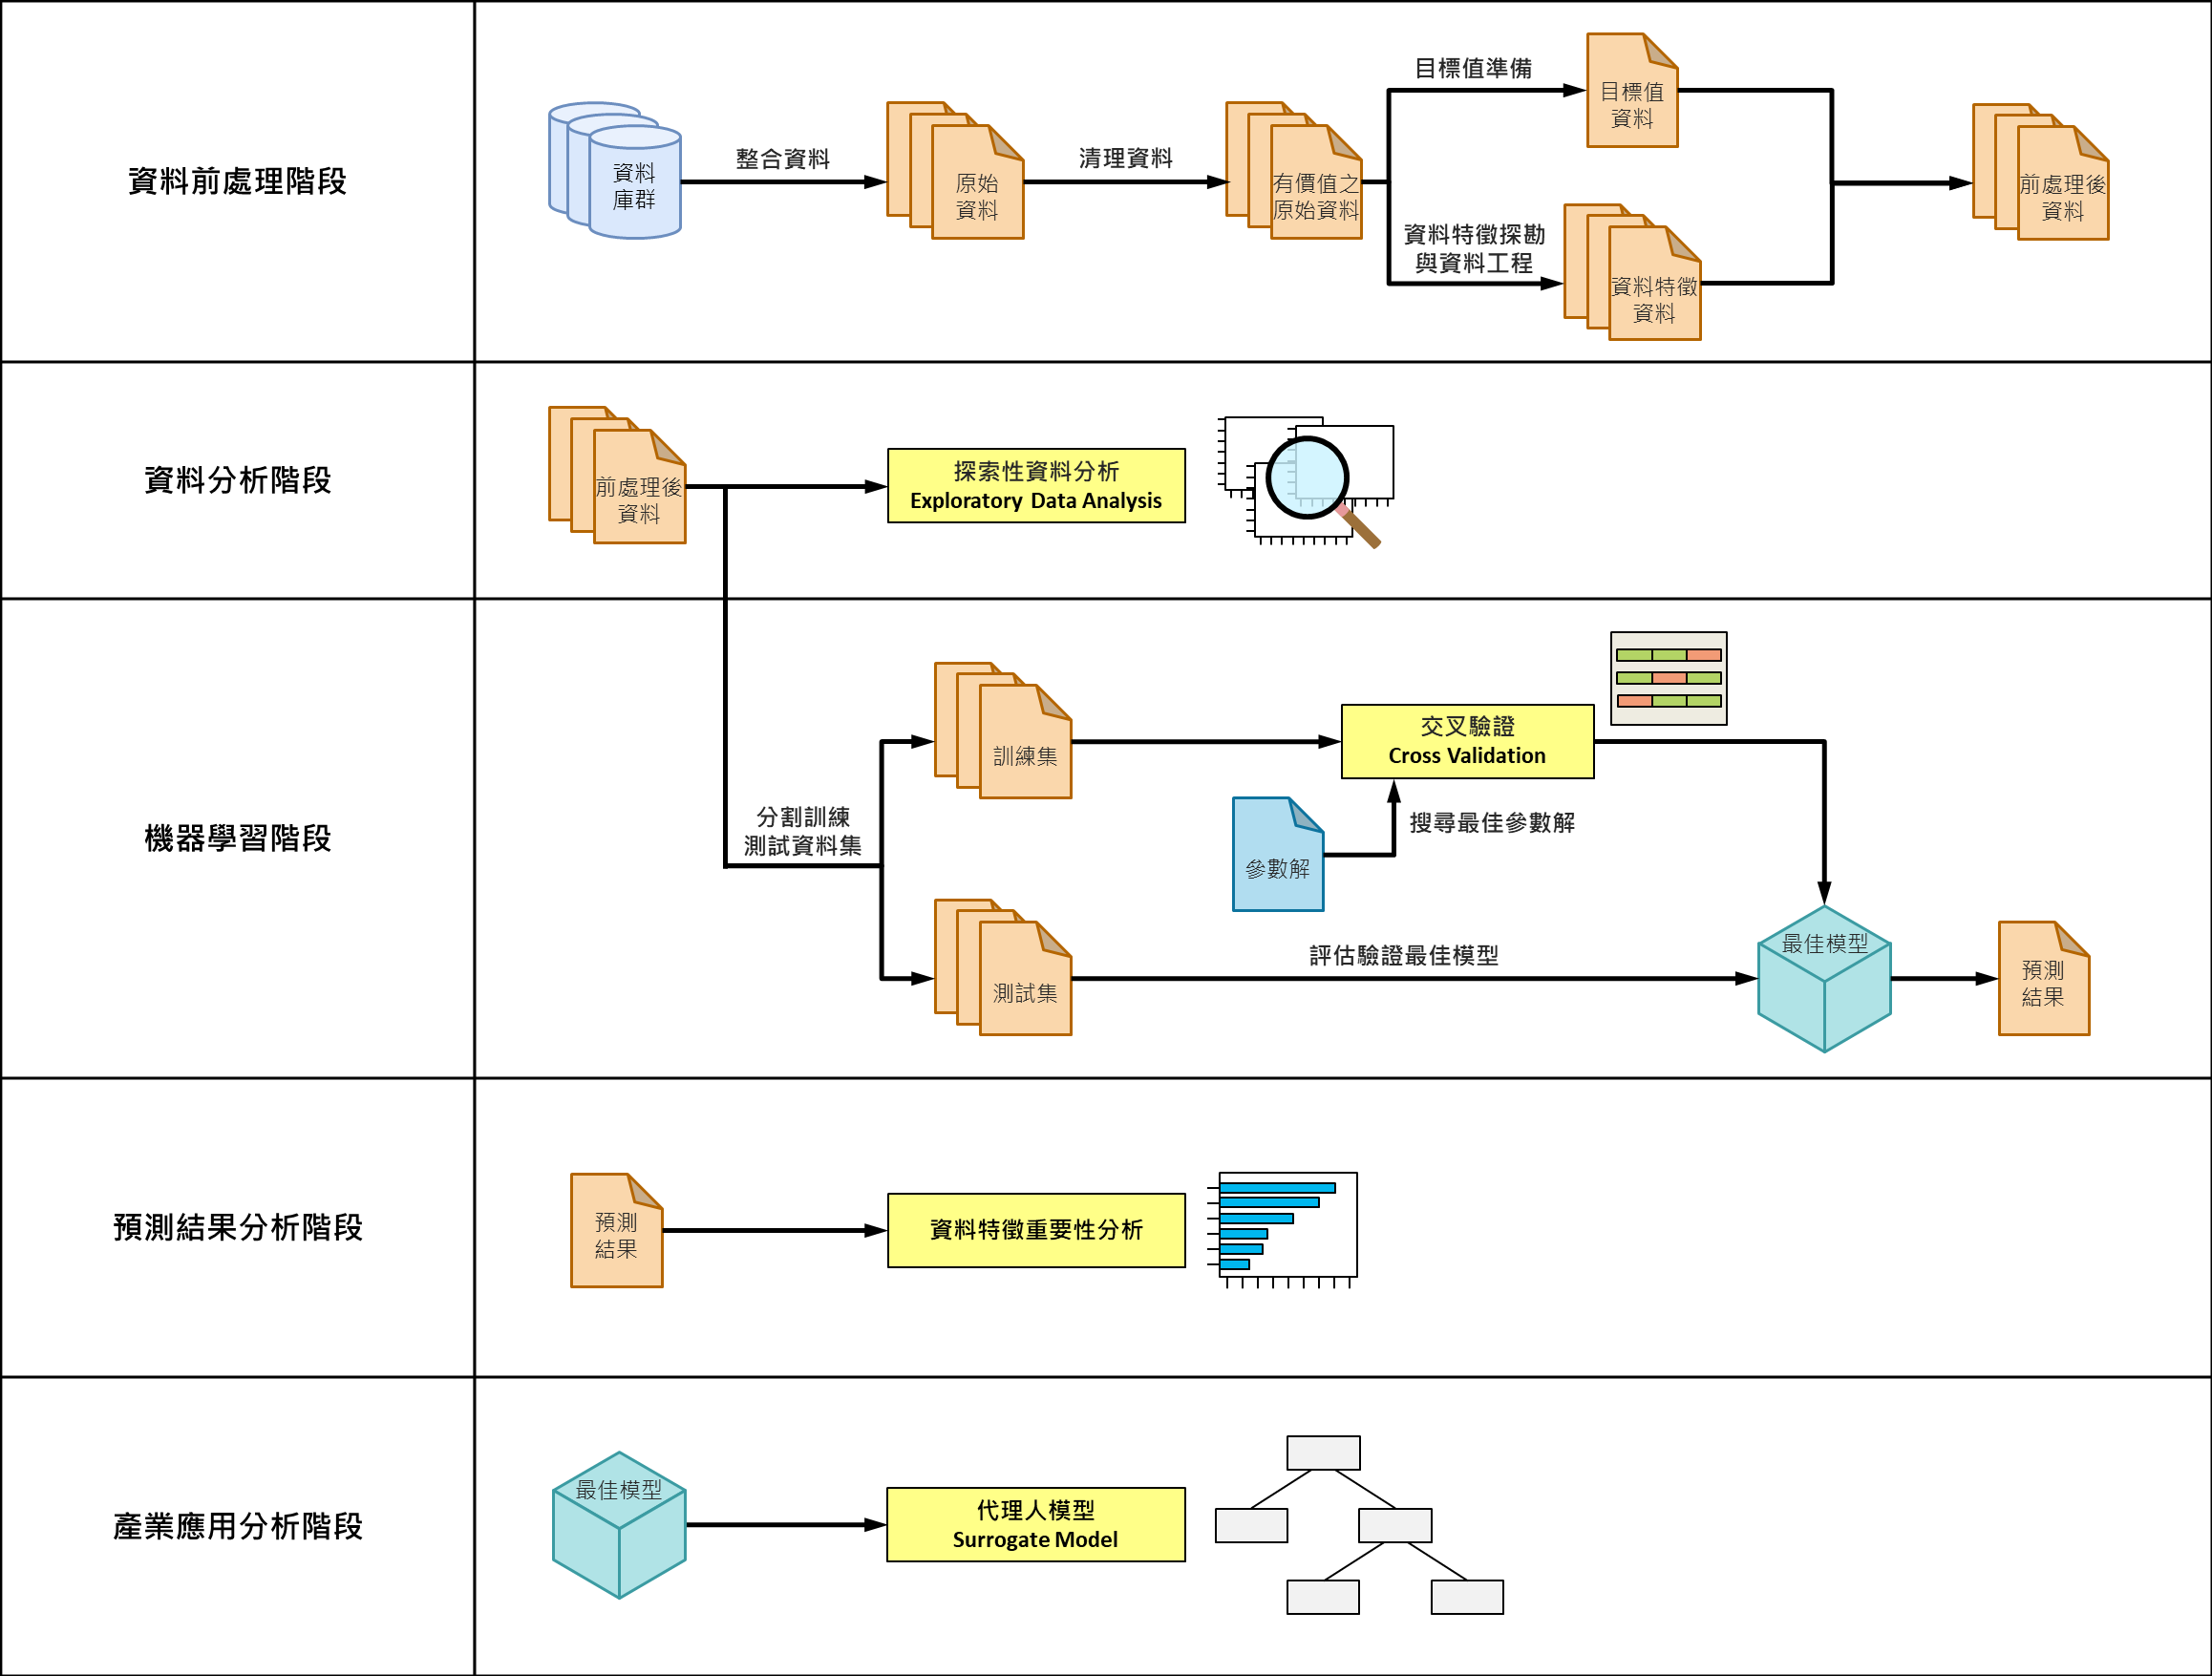 資料前處理階段
資料
庫群
整合資料
原始
資料
清理資料
有價值之
原始資料
目標值準備
目標值
資料
資料特徵探勘
與資料工程
資料特徵
資料
前處理後
資料
資料分析階段
前處理後
資料
探索性資料分析
Exploratory Data Analysis
機器學習階段
分割訓練
測試資料集
訓練集
交叉驗證
Cross Validation
參數解
搜尋最佳參數解
測試集
評估驗證最佳模型
最佳模型
預測
結果
預測結果分析階段
預測
結果
資料特徵重要性分析
產業應用分析階段
最佳模型
代理人模型
Surrogate Model